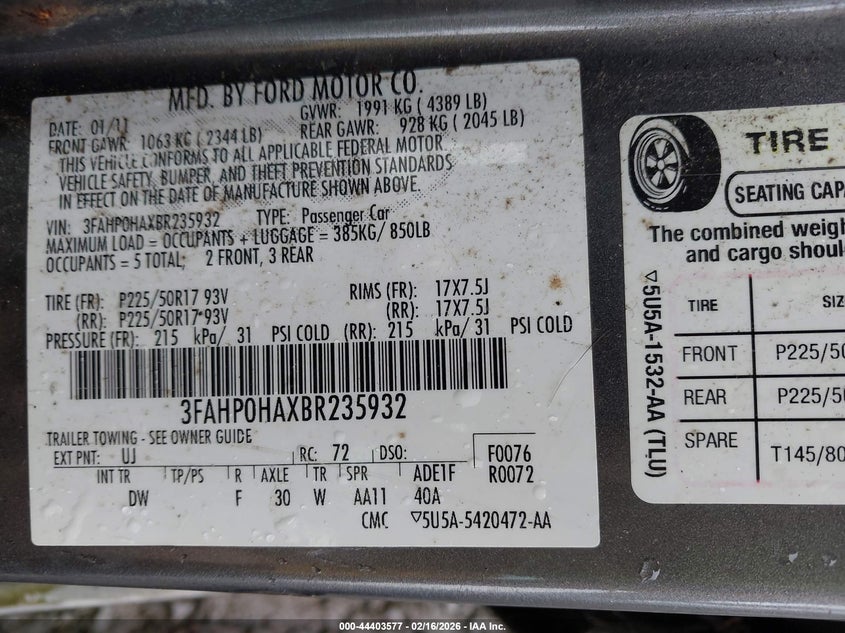 MFD. BY FORD MOTOR CO.
DATE: 01/11 GVWR: 1991 KG ( 4389 LB)
FRONT GAWR: 1063 KG ( 2344 LB) REAR GAWR: 928 KG ( 2045 LB)
THIS VEHICLE CONFORMS TO ALL APPLICABLE FEDERAL MOTOR
VEHICLE SAFETY, BUMPER, AND THEFT PREVENTION STANDARDS
IN EFFECT ON THE DATE OF MANUFACTURE SHOWN ABOVE.
VIN: 3FAHP0HAXBR235932 TYPE: Passenger Car
MAXIMUM LOAD = OCCUPANTS + LUGGAGE = 385KG/ 850LB
OCCUPANTS = 5 TOTAL; 2 FRONT, 3 REAR
TIRE (FR): P225/50R17 93V RIMS (FR): 17X7.5J
(RR): P225/50R17 93V (RR): 17X7.5J
PRESSURE (FR): 215 kPa/ 31 PSI COLD (RR): 215 kPa/ 31 PSI COLD
3FAHP0HAXBR235932
TRAILER TOWING - SEE OWNER GUIDE
EXT PNT: UJ RC: 72 DSO: F0076
INT TR TP/PS R AXLE TR SPR ADE1F R0072
DW F 30 W AA11 40A
CMC ▽5U5A-5420472-AA
TIRE
SEATING CAPA
The combined weigh
and cargo shoul
▽5U5A-1532-AA (TLU)
TIRE SIZ
FRONT P225/50
REAR P225/50
SPARE T145/80
000-44403577 - 02/16/2026 - IAA Inc.